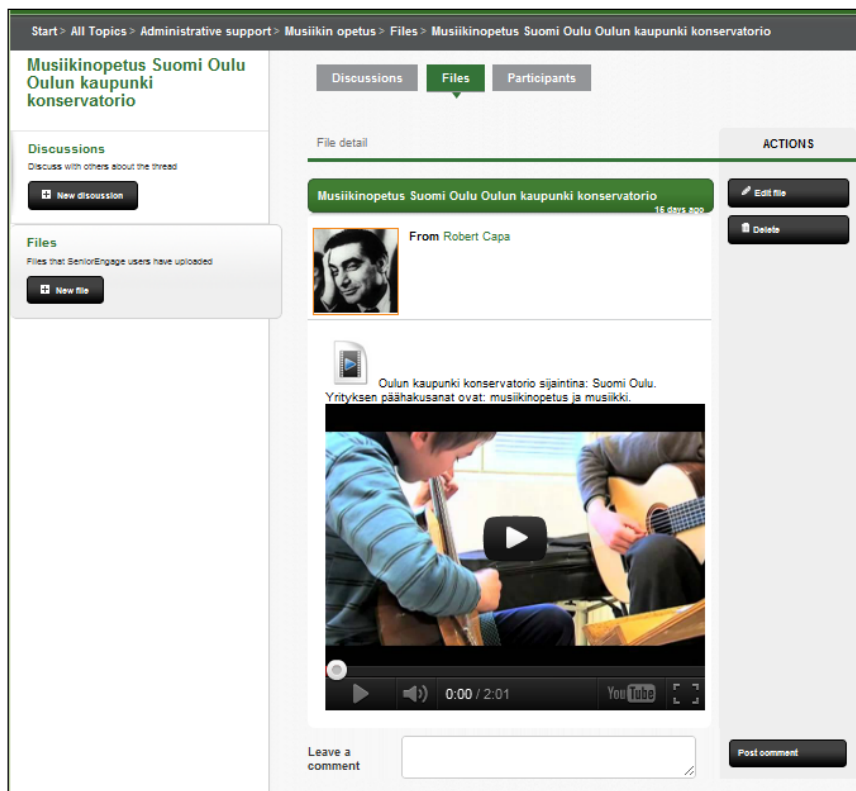 Start > All Topics > Administrative support > Musiikin opetus > Files > Musiikinopetus Suomi Oulu Oulun kaupunki konservatorio
Musiikinopetus Suomi Oulu
Oulun kaupunki
konservatorio
Discussions
Discuss with others about the thread
New discussion
Files
Files that SeniorEngage users have uploaded
New file
Discussions Files Participants
File detail
ACTIONS
Musiikinopetus Suomi Oulu Oulun kaupunki konservatorio
15 days ago
Edit file
Delete
From Robert Capa
Oulun kaupunki konservatorio sijaintina: Suomi Oulu.
Yrityksen päähakusanat ovat: musiikinopetus ja musiikki.
0:00 / 2:01
YouTube
Leave a
comment
Post comment